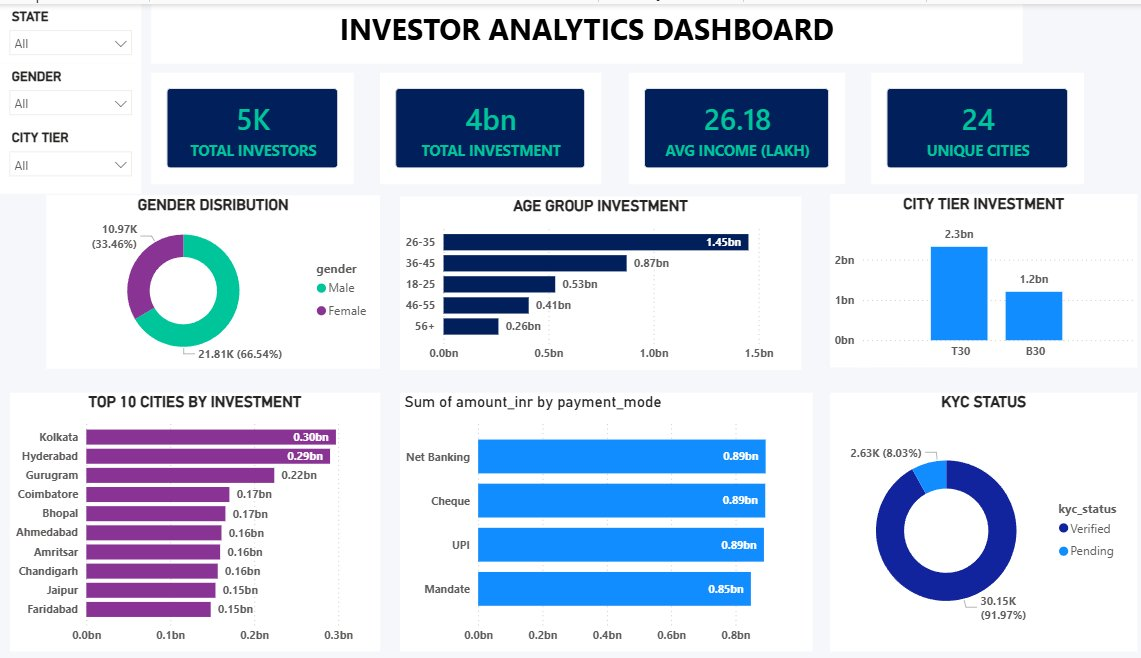 STATE
All
GENDER
All
CITY TIER
All
INVESTOR ANALYTICS DASHBOARD
5K
TOTAL INVESTORS
4bn
TOTAL INVESTMENT
26.18
AVG INCOME (LAKH)
24
UNIQUE CITIES
GENDER DISRIBUTION
10.97K
(33.46%)
21.81K (66.54%)
gender
Male
Female
AGE GROUP INVESTMENT
26-35 1.45bn
36-45 0.87bn
18-25 0.53bn
46-55 0.41bn
56+ 0.26bn
0.0bn 0.5bn 1.0bn 1.5bn
CITY TIER INVESTMENT
2.3bn
1.2bn
2bn
1bn
0bn
T30 B30
TOP 10 CITIES BY INVESTMENT
Kolkata 0.30bn
Hyderabad 0.29bn
Gurugram 0.22bn
Coimbatore 0.17bn
Bhopal 0.17bn
Ahmedabad 0.16bn
Amritsar 0.16bn
Chandigarh 0.16bn
Jaipur 0.15bn
Faridabad 0.15bn
0.0bn 0.1bn 0.2bn 0.3bn
Sum of amount_inr by payment_mode
Net Banking 0.89bn
Cheque 0.89bn
UPI 0.89bn
Mandate 0.85bn
0.0bn 0.2bn 0.4bn 0.6bn 0.8bn
KYC STATUS
2.63K (8.03%)
30.15K
(91.97%)
kyc_status
Verified
Pending